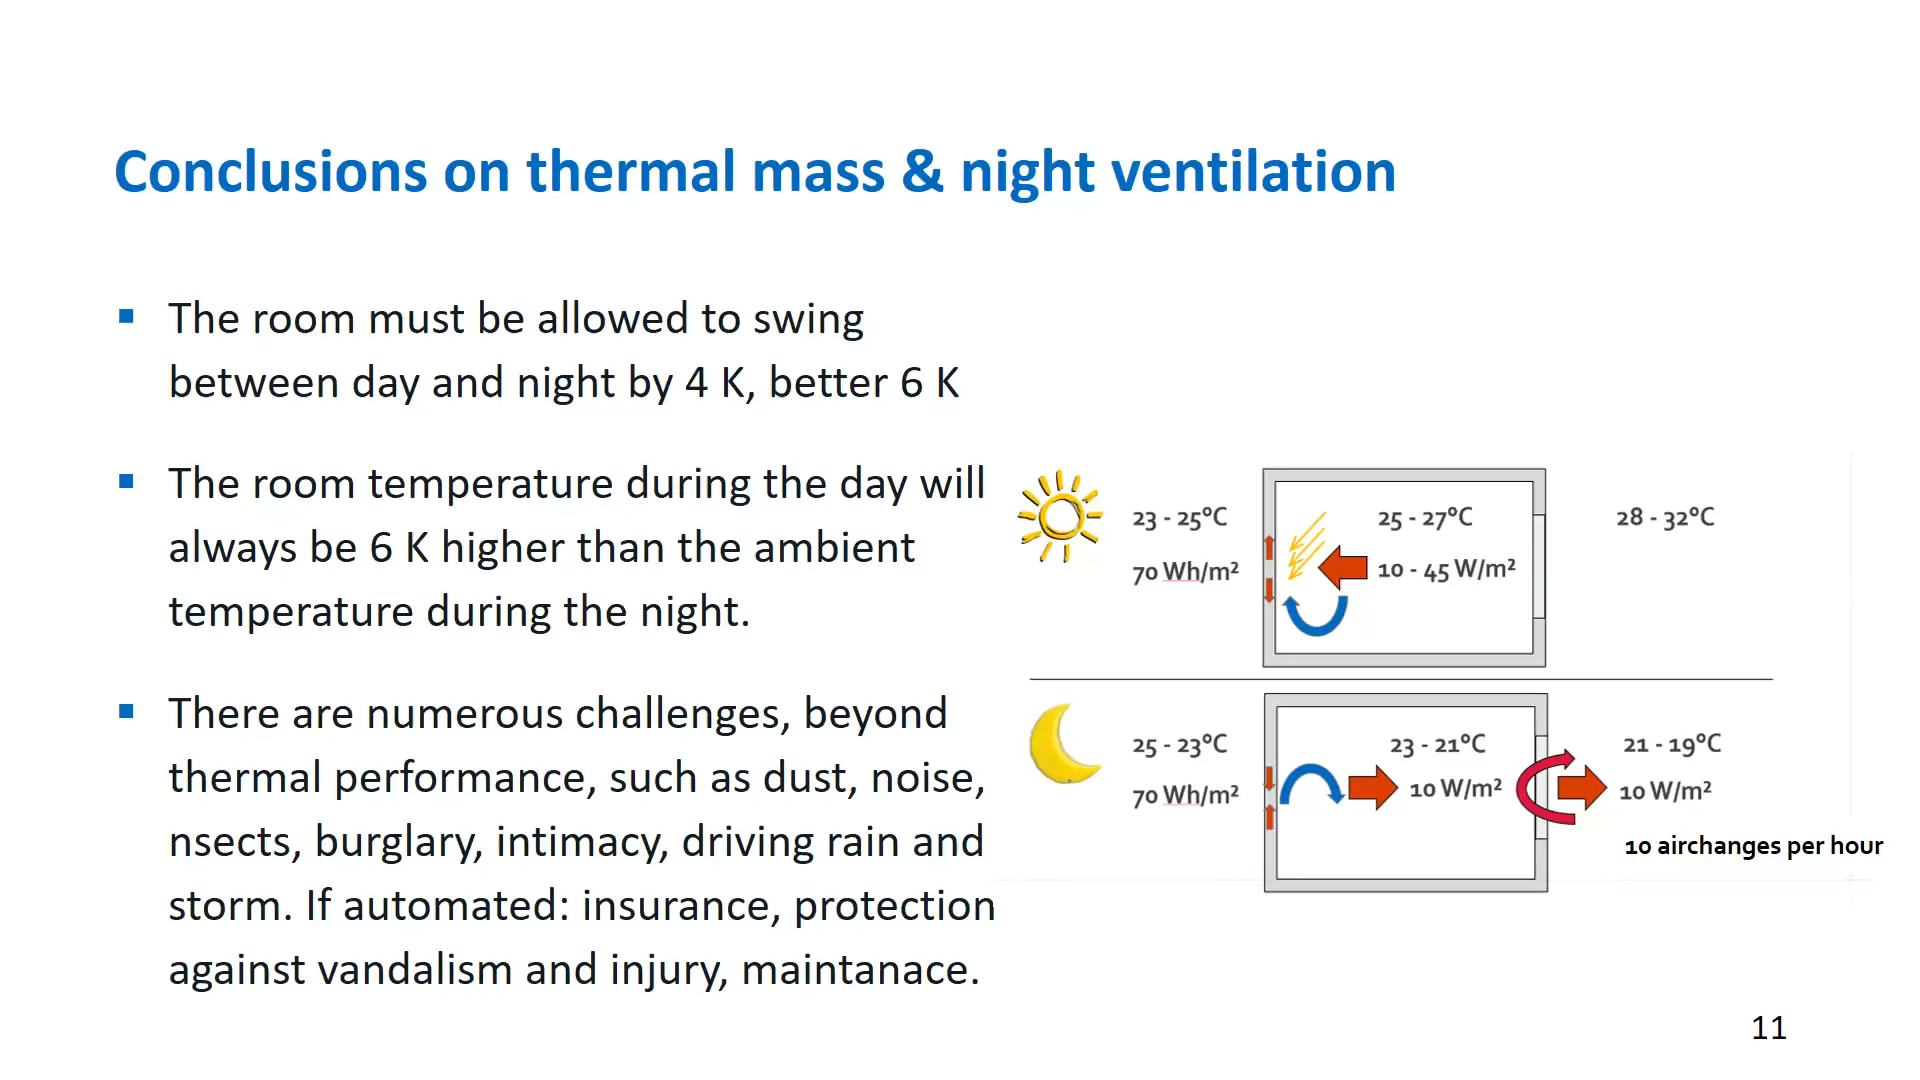 Conclusions on thermal mass & night ventilation
The room must be allowed to swing
between day and night by 4 K, better 6 K
The room temperature during the day will
always be 6 K higher than the ambient
temperature during the night.
There are numerous challenges, beyond
thermal performance, such as dust, noise,
nsects, burglary, intimacy, driving rain and
storm. If automated: insurance, protection
against vandalism and injury, maintanace.
23 - 25°C
25 - 27°C
28 - 32°C
70 Wh/m²
10 - 45 W/m²
25 - 23°C
23 - 21°C
21 - 19°C
70 Wh/m²
10 W/m²
10 W/m²
10 airchanges per hour
11